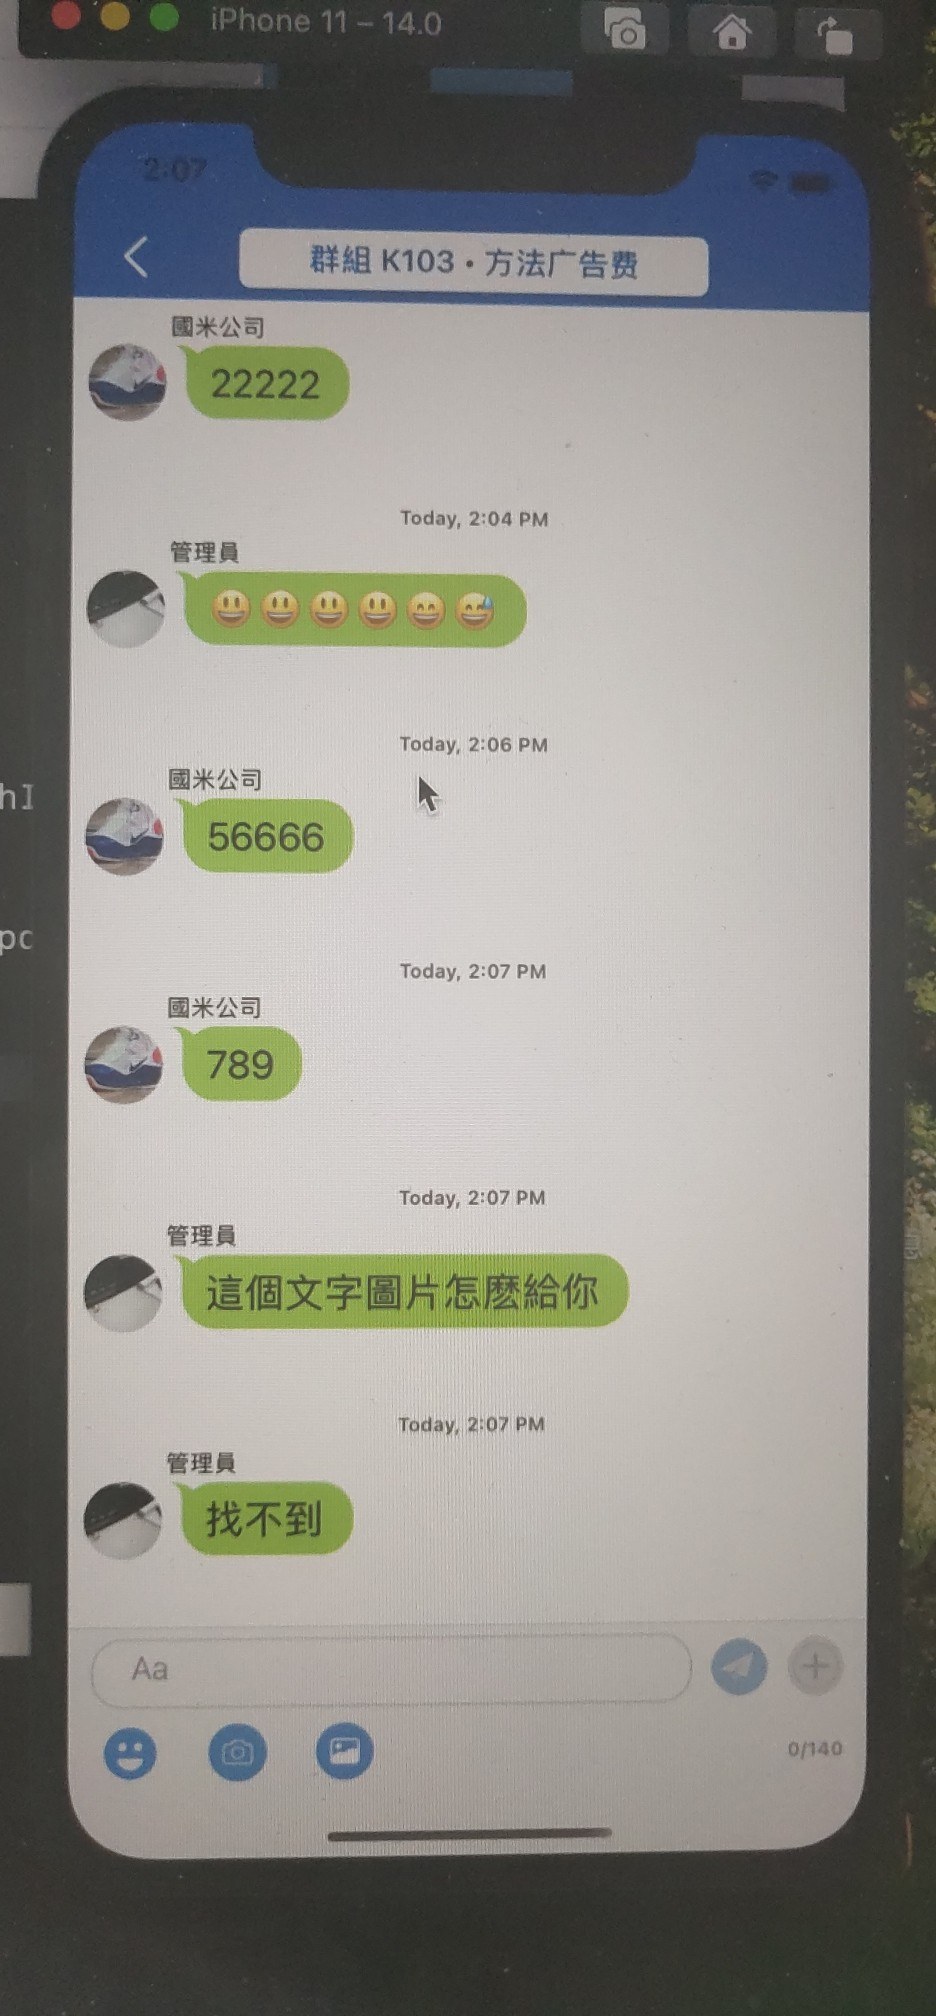 iPhone 11 – 14.0
2:07
群組 K103 • 方法广告费
國米公司
22222
Today, 2:04 PM
管理員
😃😃😃😃😄😅
Today, 2:06 PM
國米公司
56666
hI
Today, 2:07 PM
pc
國米公司
789
Today, 2:07 PM
管理員
這個文字圖片怎麼給你
Today, 2:07 PM
管理員
找不到
Aa
0/140